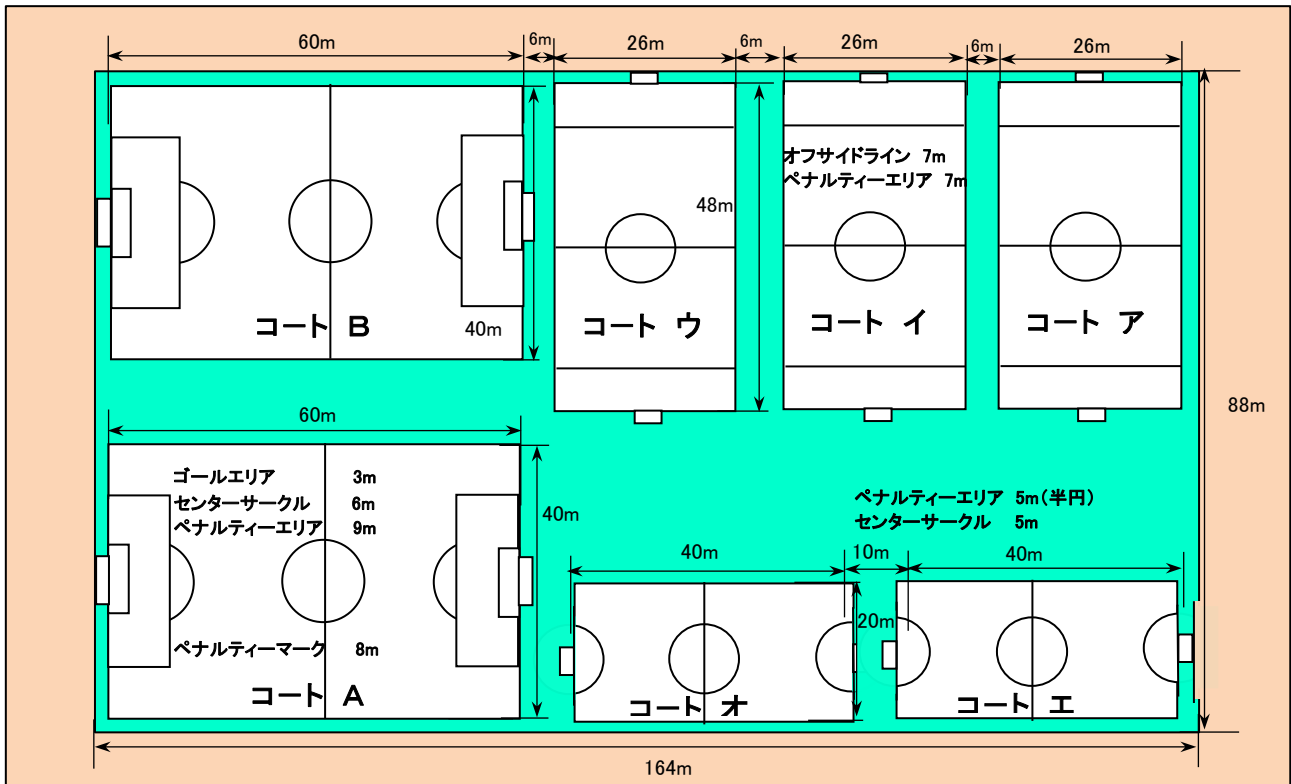 60m
6m
26m
6m
26m
6m
26m
オフサイドライン 7m
ペナルティーエリア 7m
48m
コート B
40m
コート ウ
コート イ
コート ア
88m
60m
ゴールエリア 3m
センターサークル 6m
ペナルティーエリア 9m
40m
ペナルティーエリア 5m(半円)
センターサークル 5m
40m
10m
40m
20m
ペナルティーマーク 8m
コート A
コート オ
コート エ
164m